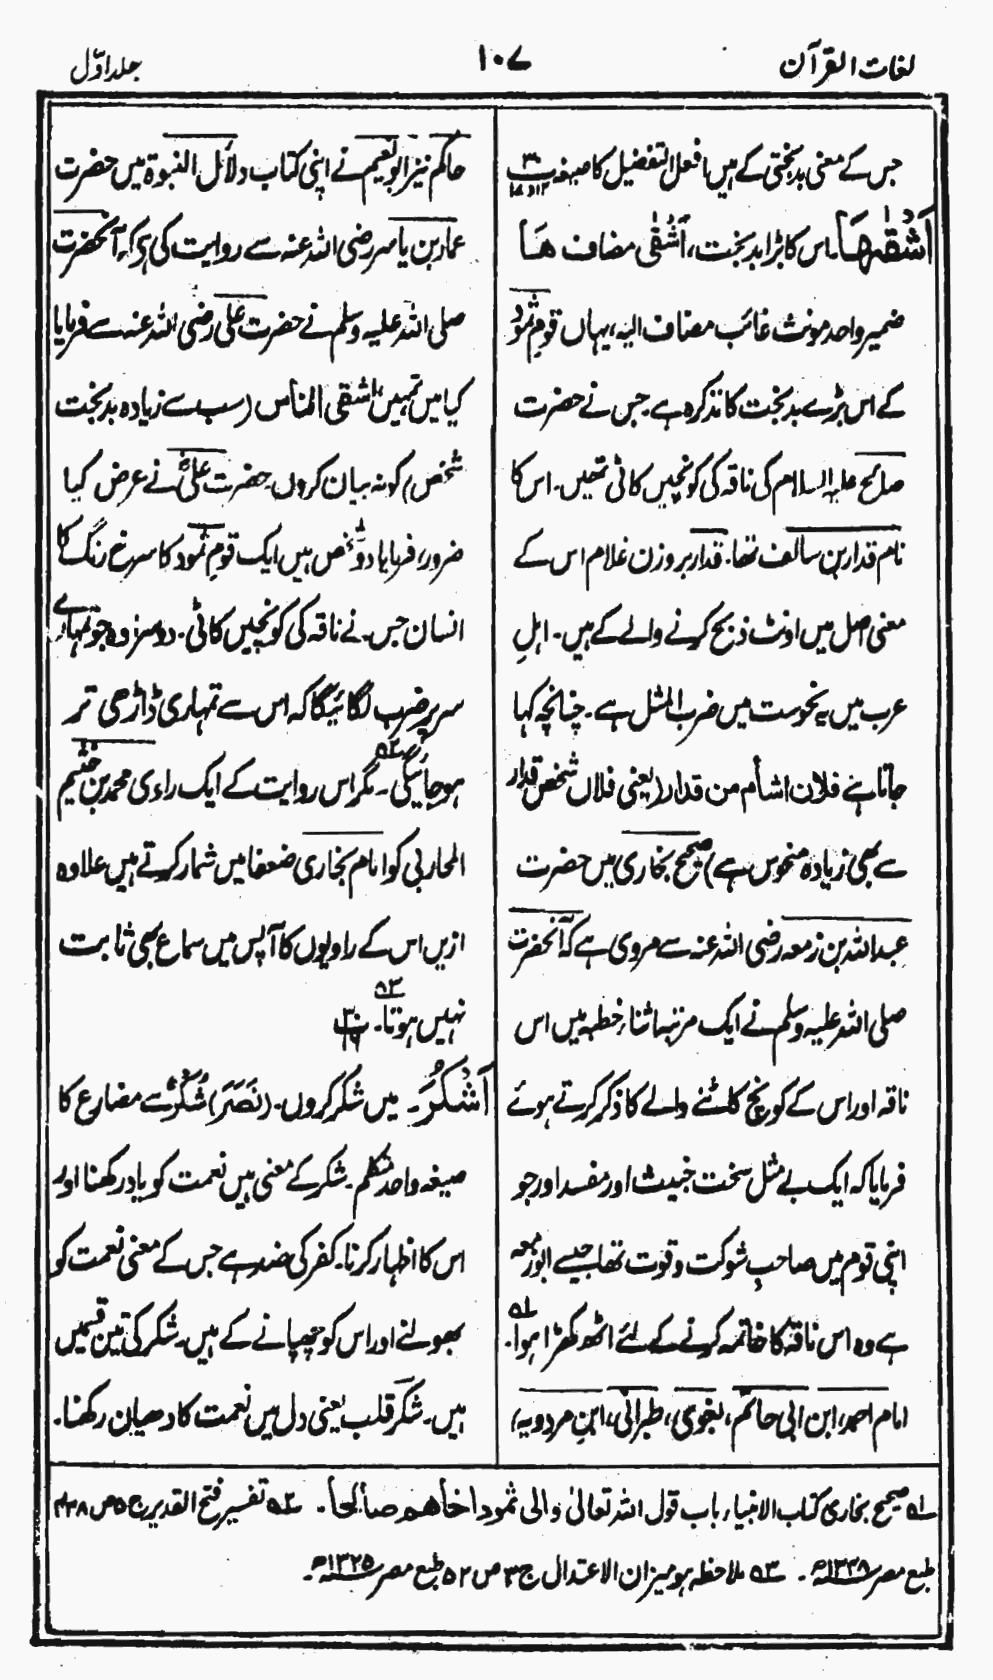 لغات القرآن
۱۰۷
جلد اوّل
جس کے معنی بدبختی کے ہیں افعل التفضیل کا صیغہ
اَشْقٰىهَا۔ اس کا بڑا بدبخت، اَشْقٰی مضاف ھَا
ضمیر واحد مونث غائب مضاف الیہ، یہاں قومِ ثمود
کے اس بڑے بدبخت کا تذکرہ ہے جس نے حضرت
صالح علیہ السلام کی ناقہ کی کونچیں کاٹی تھیں۔ اس کا
نام قدار بن سالف تھا۔ قدار بروزن غلام اس کے
معنی اصل میں اونٹ ذبح کرنے والے کے ہیں۔ اہلِ
عرب میں یہ نحوست میں ضرب المثل ہے۔ چنانچہ کہا
جاتا ہے فلان اشأم من قدار (یعنی فلاں شخص قدار
سے بھی زیادہ منحوس ہے) صحیح بخاری میں حضرت
عبداللہ بن زمعہ رضی اللہ عنہ سے مروی ہے کہ آنحضرت
صلی اللہ علیہ وسلم نے ایک مرتبہ اثناءِ خطبہ میں اس
ناقہ اور اس کے کونچ کاٹنے والے کا ذکر کرتے ہوئے
فرمایا کہ ایک بے مثل سخت خبیث اور مفسد اور جو
اپنی قوم میں صاحبِ شوکت و قوت تھا جیسے ابوزمعہ
ہے وہ اس ناقہ کا خاتمہ کرنے کے لئے اٹھ کھڑا ہوا۔ ۱ھ
امام احمد، ابن ابی حاتم، بغوی، طبرانی، ابن مردویہ،
حاکم نیز ابونعیم نے اپنی کتاب دلائل النبوۃ میں حضرت
عمار بن یاسر رضی اللہ عنہ سے روایت کی ہے کہ آنحضرت
صلی اللہ علیہ وسلم نے حضرت علی رضی اللہ عنہ سے فرمایا
کیا میں تمہیں اشقی الناس (سب سے زیادہ بدبخت
شخص) کو نہ بیان کروں حضرت علیؓ نے عرض کیا
ضرور، فرمایا دو شخص ہیں ایک قومِ ثمود کا سرخ رنگ کا
انسان جس نے ناقہ کی کونچیں کاٹی۔ دوسرا وہ جو تمہارے
سر پر ضرب لگائیگا کہ اس سے تمہاری ڈاڑھی تر
ہو جائیگی۔ ۲ھ مگر اس روایت کے ایک راوی محمد بن خثیم
المحاربی کو امام بخاری ضعفا میں شمار کرتے ہیں علاوہ
ازیں اس کے راویوں کا آپس میں سماع بھی ثابت
نہیں ہوتا۔ ۳ھ
اَشْكُرُ۔ میں شکر کروں۔ (نَصَرَ) شُكْرٌ سے مضارع کا
صیغہ واحد متکلم۔ شکر کے معنی ہیں نعمت کو یاد رکھنا اور
اس کا اظہار کرنا۔ کفر کی ضد ہے جس کے معنی نعمت کو
بھولنے اور اس کو چھپانے کے ہیں۔ شکر کی تین قسمیں
ہیں۔ شکر قلب یعنی دل میں نعمت کا دھیان رکھنا۔
۱ھ صحیح بخاری کتاب الانبیاء باب قول اللہ تعالیٰ والی ثمود اخاھم صالحا۔ ۲ھ تفسیر فتح القدیر ج ۵ ص ۴۳۸
طبع مصر ۔ ۳ھ ملاحظہ ہو میزان الاعتدال ج ۳ ص ۵۲ طبع مصر ۱۳۲۵ھ۔